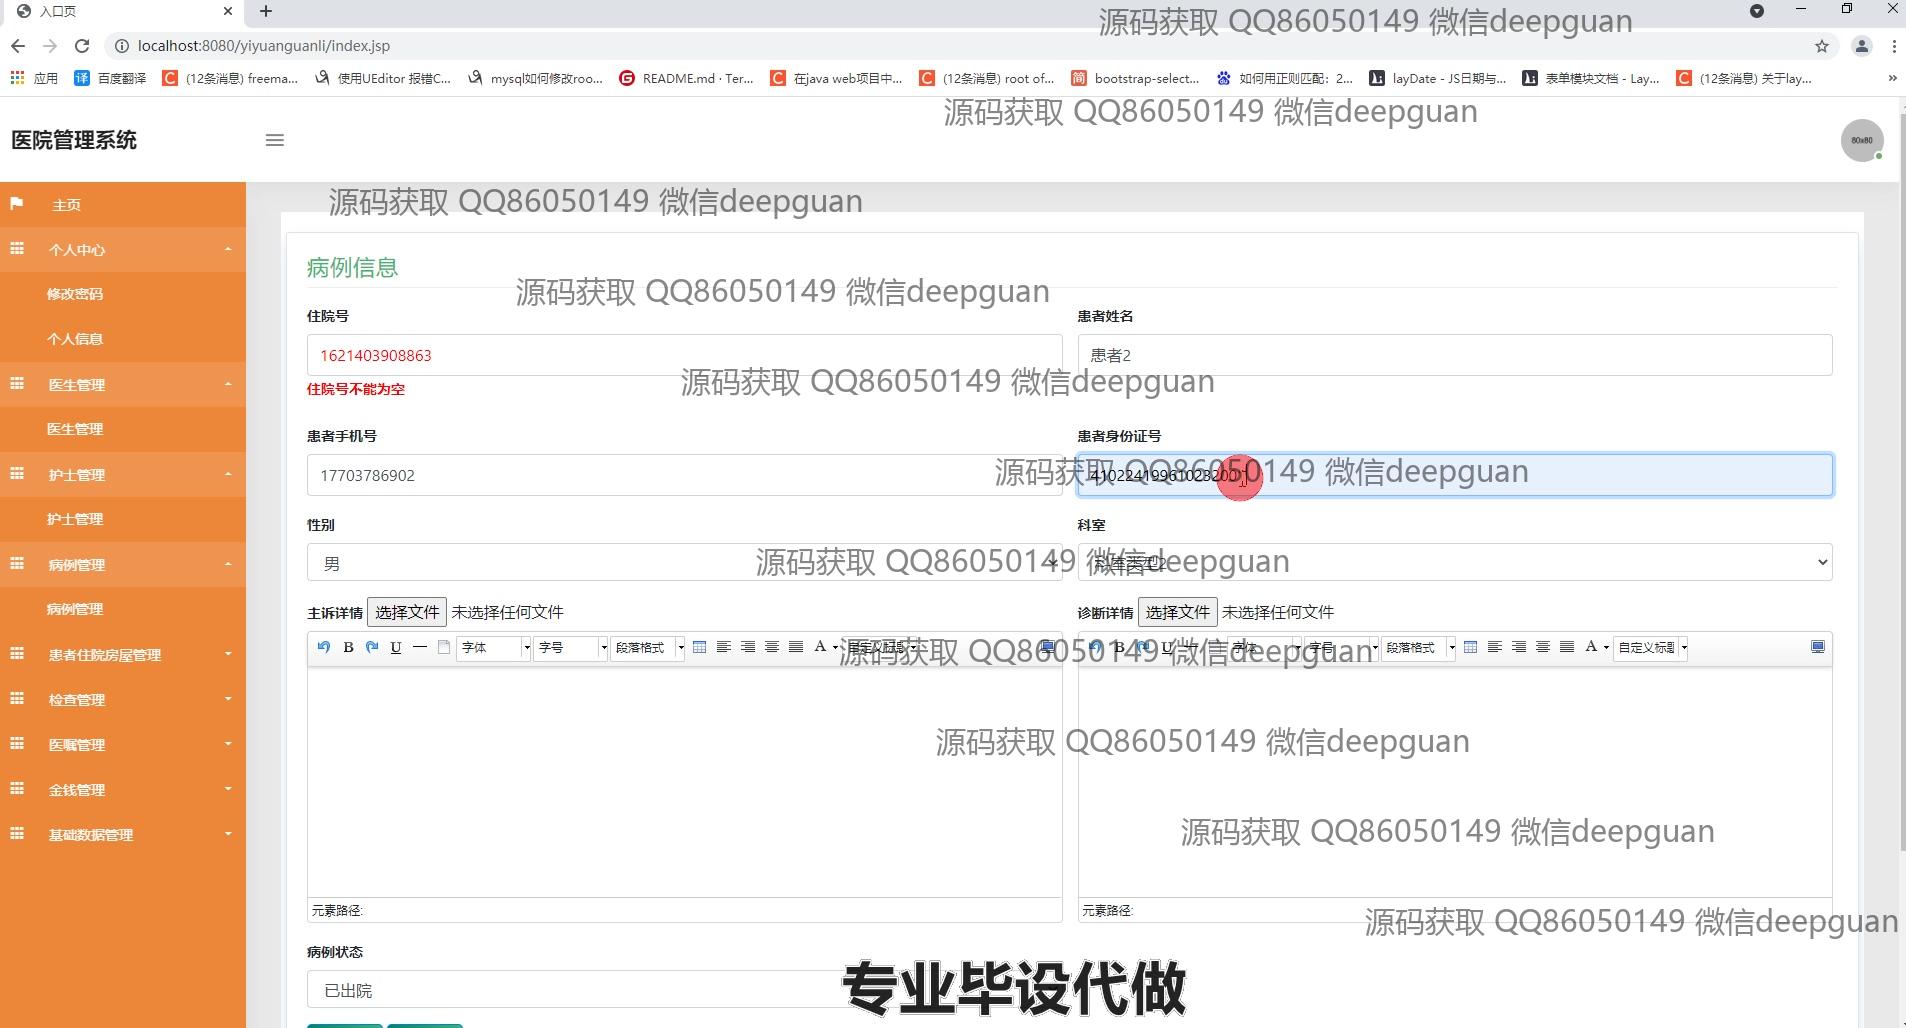 入口页
源码获取 QQ86050149 微信deepguan
localhost:8080/yiyuanguanli/index.jsp
应用 百度翻译 (12条消息) freema... 使用UEditor 报错C... mysql如何修改roo... README.md · Ter... 在java web项目中... (12条消息) root of... bootstrap-select... 如何用正则匹配：2... layDate - JS日期与... 表单模块文档 - Lay... (12条消息) 关于lay... »
源码获取 QQ86050149 微信deepguan
医院管理系统
60x60
主页
源码获取 QQ86050149 微信deepguan
个人中心
修改密码
个人信息
医生管理
医生管理
护士管理
护士管理
病例管理
病例管理
患者住院房屋管理
检查管理
医嘱管理
金钱管理
基础数据管理
病例信息
源码获取 QQ86050149 微信deepguan
住院号 患者姓名
1621403908863 患者2
住院号不能为空
源码获取 QQ86050149 微信deepguan
患者手机号 患者身份证号
17703786902
源码获取 QQ86050149 微信deepguan
性别 科室
男 科室类型2
源码获取 QQ86050149 微信deepguan
主诉详情 选择文件 未选择任何文件 诊断详情 选择文件 未选择任何文件
B U 字体 字号 段落格式 A 自定义标题 B U 字体 字号 段落格式 A 自定义标题
源码获取 QQ86050149 微信deepguan
源码获取 QQ86050149 微信deepguan
源码获取 QQ86050149 微信deepguan
元素路径: 元素路径:
源码获取 QQ86050149 微信deepguan
病例状态
已出院
专业毕设代做